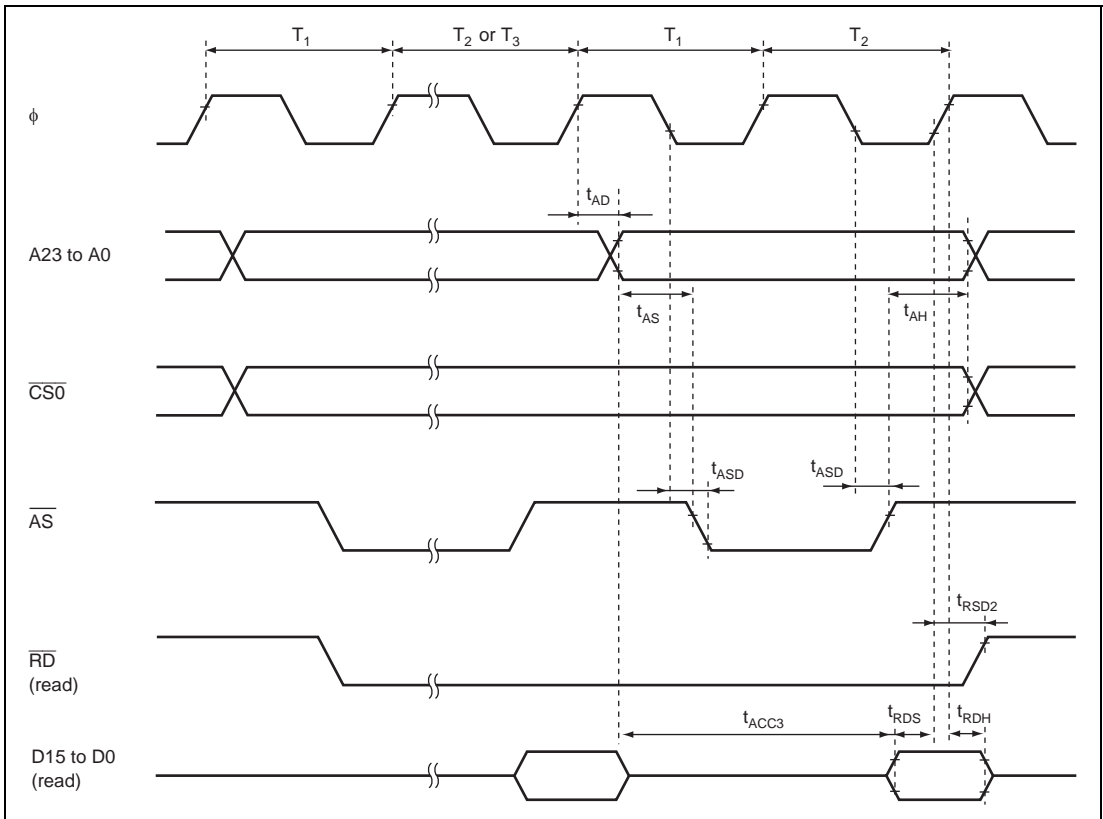 T1 T2 or T3 T1 T2
ϕ
tAD
A23 to A0
tAS tAH
CS0
tASD tASD
AS
tRSD2
RD
(read)
tACC3 tRDS tRDH
D15 to D0
(read)